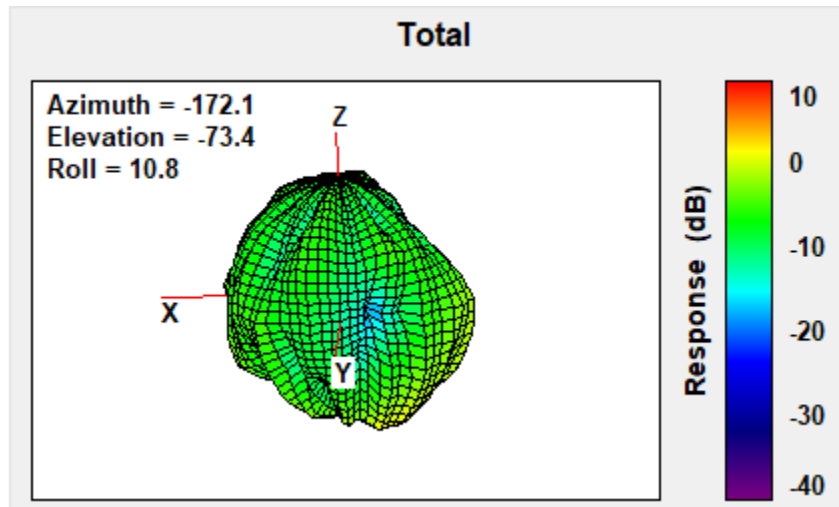 Total
Azimuth = -172.1
Elevation = -73.4
Roll = 10.8
Z
X
Y
10
0
-10
-20
-30
-40
Response (dB)